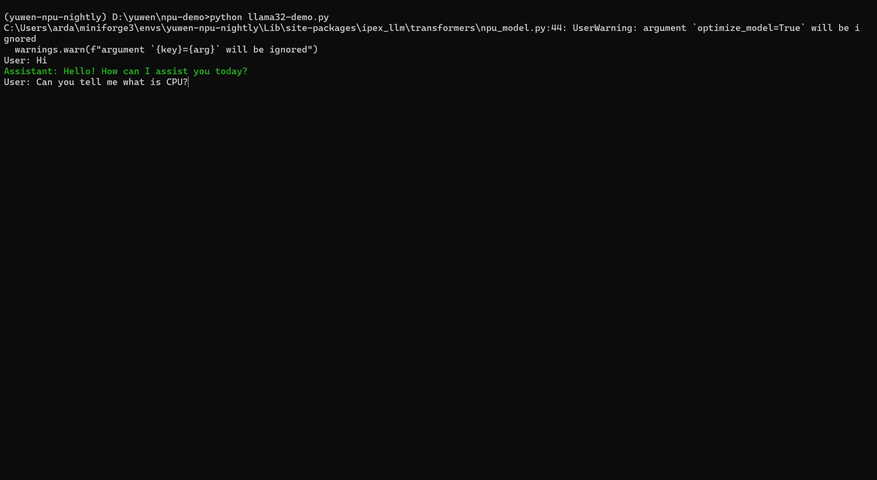 (yuwen-npu-nightly) D:\yuwen\npu-demo>python llama32-demo.py
C:\Users\arda\miniforge3\envs\yuwen-npu-nightly\Lib\site-packages\ipex_llm\transformers\npu_model.py:44: UserWarning: argument `optimize_model=True` will be i
gnored
  warnings.warn(f"argument `{key}={arg}` will be ignored")
User: Hi
Assistant: Hello! How can I assist you today?
User: Can you tell me what is CPU?